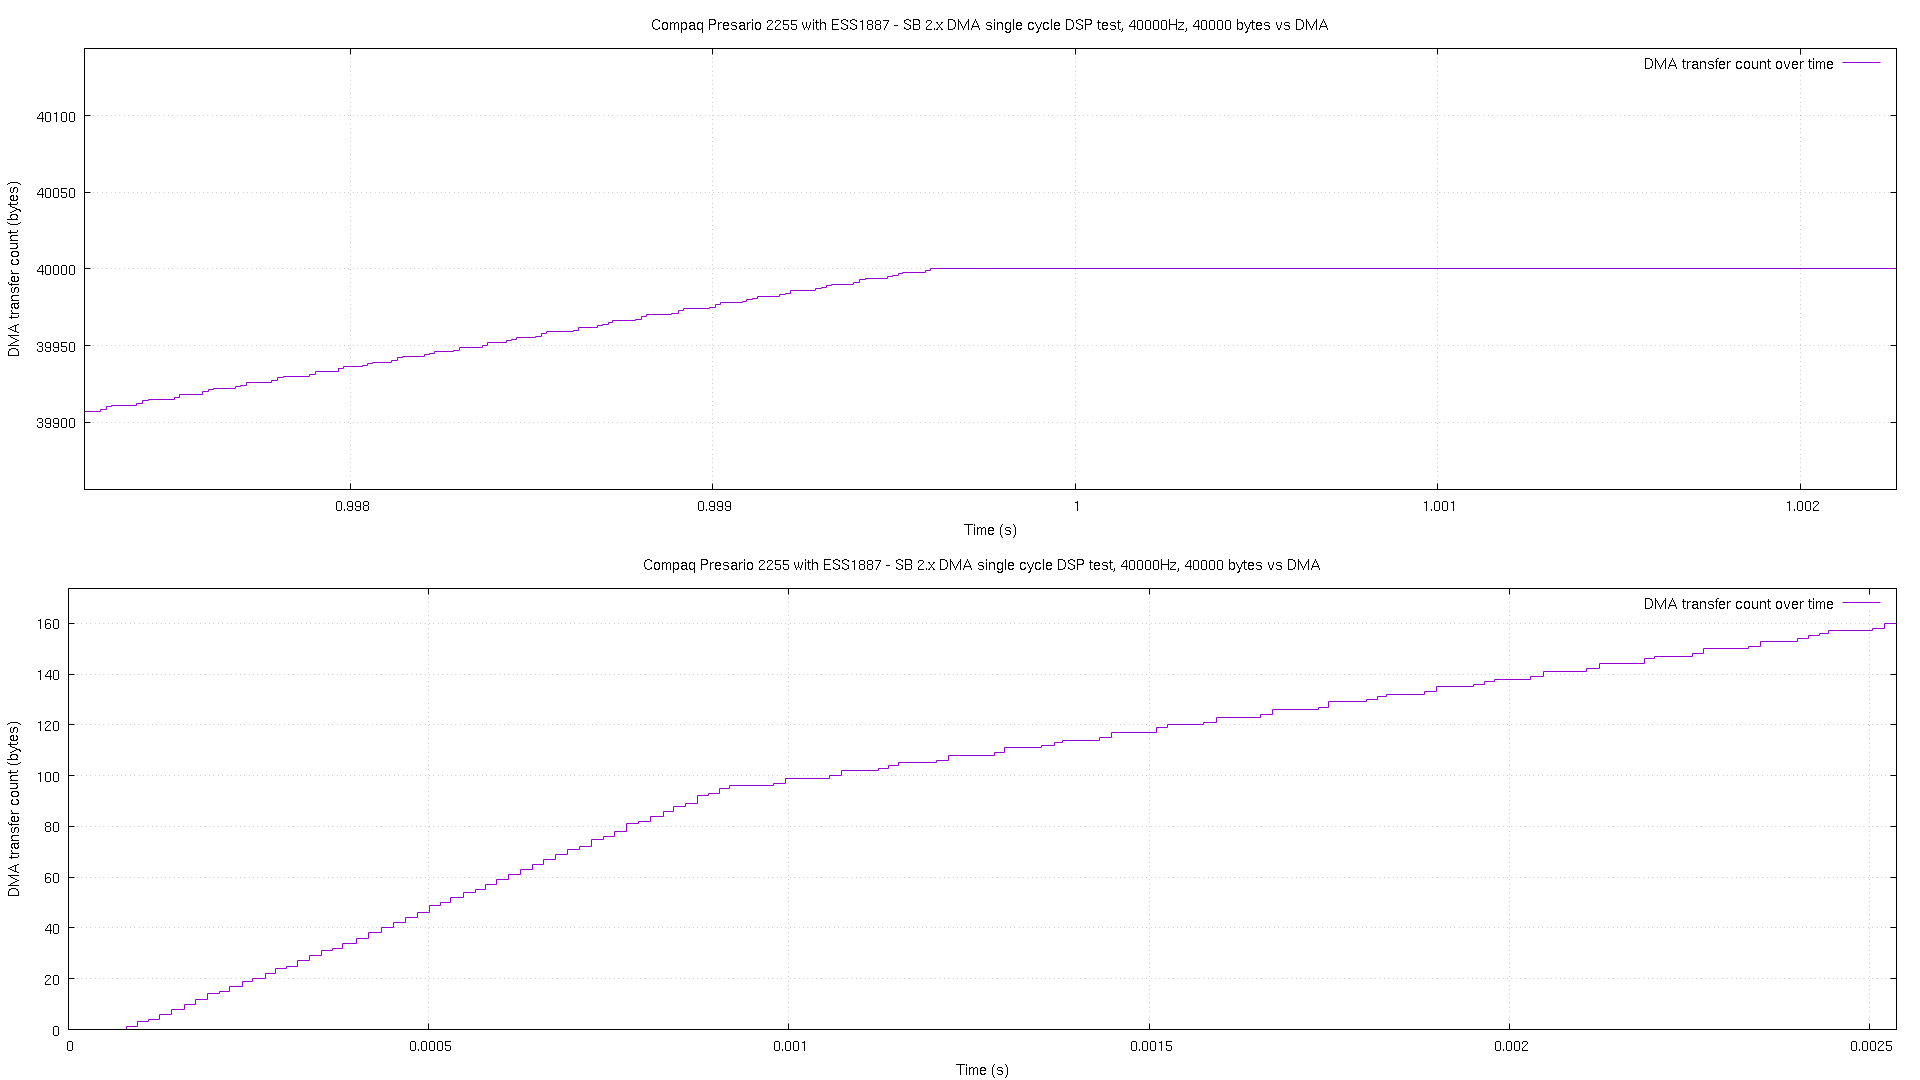 Compaq Presario 2255 with ESS1887 - SB 2.x DMA single cycle DSP test, 40000Hz, 40000 bytes vs DMA
DMA transfer count over time
40100
40050
40000
39950
39900
DMA transfer count (bytes)
0.998 0.999 1 1.001 1.002
Time (s)
Compaq Presario 2255 with ESS1887 - SB 2.x DMA single cycle DSP test, 40000Hz, 40000 bytes vs DMA
DMA transfer count over time
160
140
120
100
80
60
40
20
0
DMA transfer count (bytes)
0 0.0005 0.001 0.0015 0.002 0.0025
Time (s)